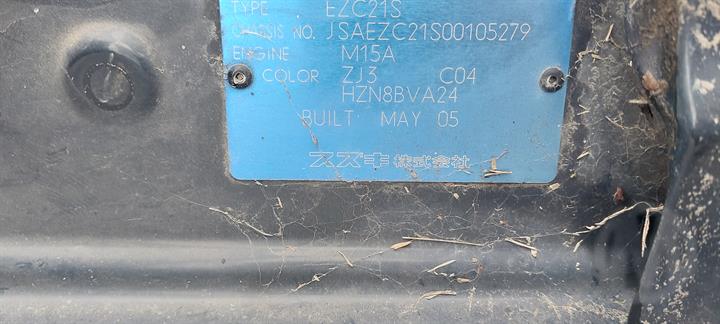 TYPE EZC21S
CHASSIS NO. JSAEZC21S00105279
ENGINE M15A
COLOR ZJ3 C04
HZN8BVA24
BUILT MAY 05
スズキ株式会社